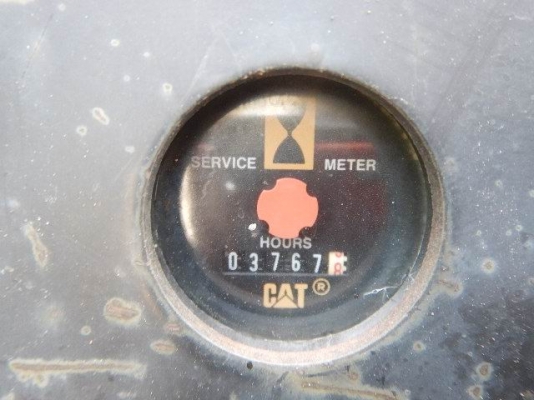 SERVICE METER
HOURS
03767
CAT ®